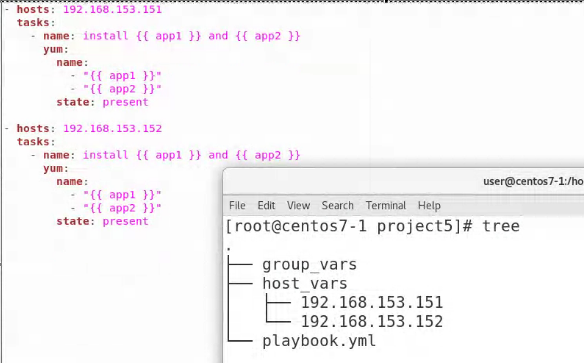 - hosts: 192.168.153.151
  tasks:
    - name: install {{ app1 }} and {{ app2 }}
      yum:
        name:
          - "{{ app1 }}"
          - "{{ app2 }}"
        state: present

- hosts: 192.168.153.152
  tasks:
    - name: install {{ app1 }} and {{ app2 }}
      yum:
        name:
          - "{{ app1 }}"
          - "{{ app2 }}"
        state: present
user@centos7-1:/ho
File Edit View Search Terminal Help
[root@centos7-1 project5]# tree
.
├── group_vars
├── host_vars
│   ├── 192.168.153.151
│   └── 192.168.153.152
└── playbook.yml